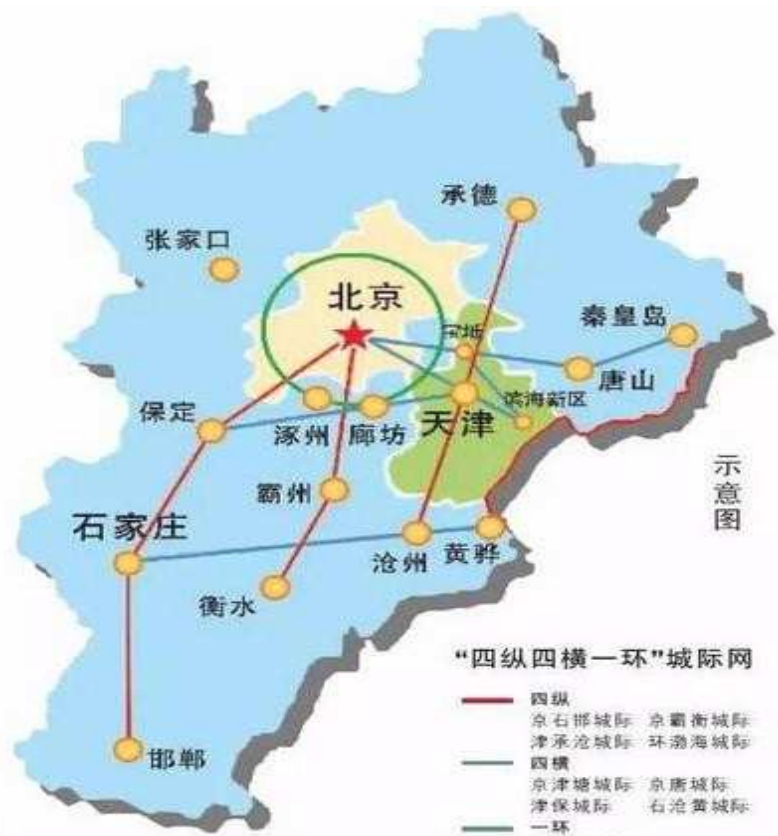 承德
张家口
北京
宝坻
秦皇岛
唐山
滨海新区
保定
涿州
廊坊
天津
霸州
石家庄
沧州
黄骅
衡水
邯郸
示意图
“四纵四横一环”城际网
四纵
京石邯城际 京霸衡城际
津承沧城际 环渤海城际
四横
京津塘城际 京唐城际
津保城际 石沧黄城际
一环